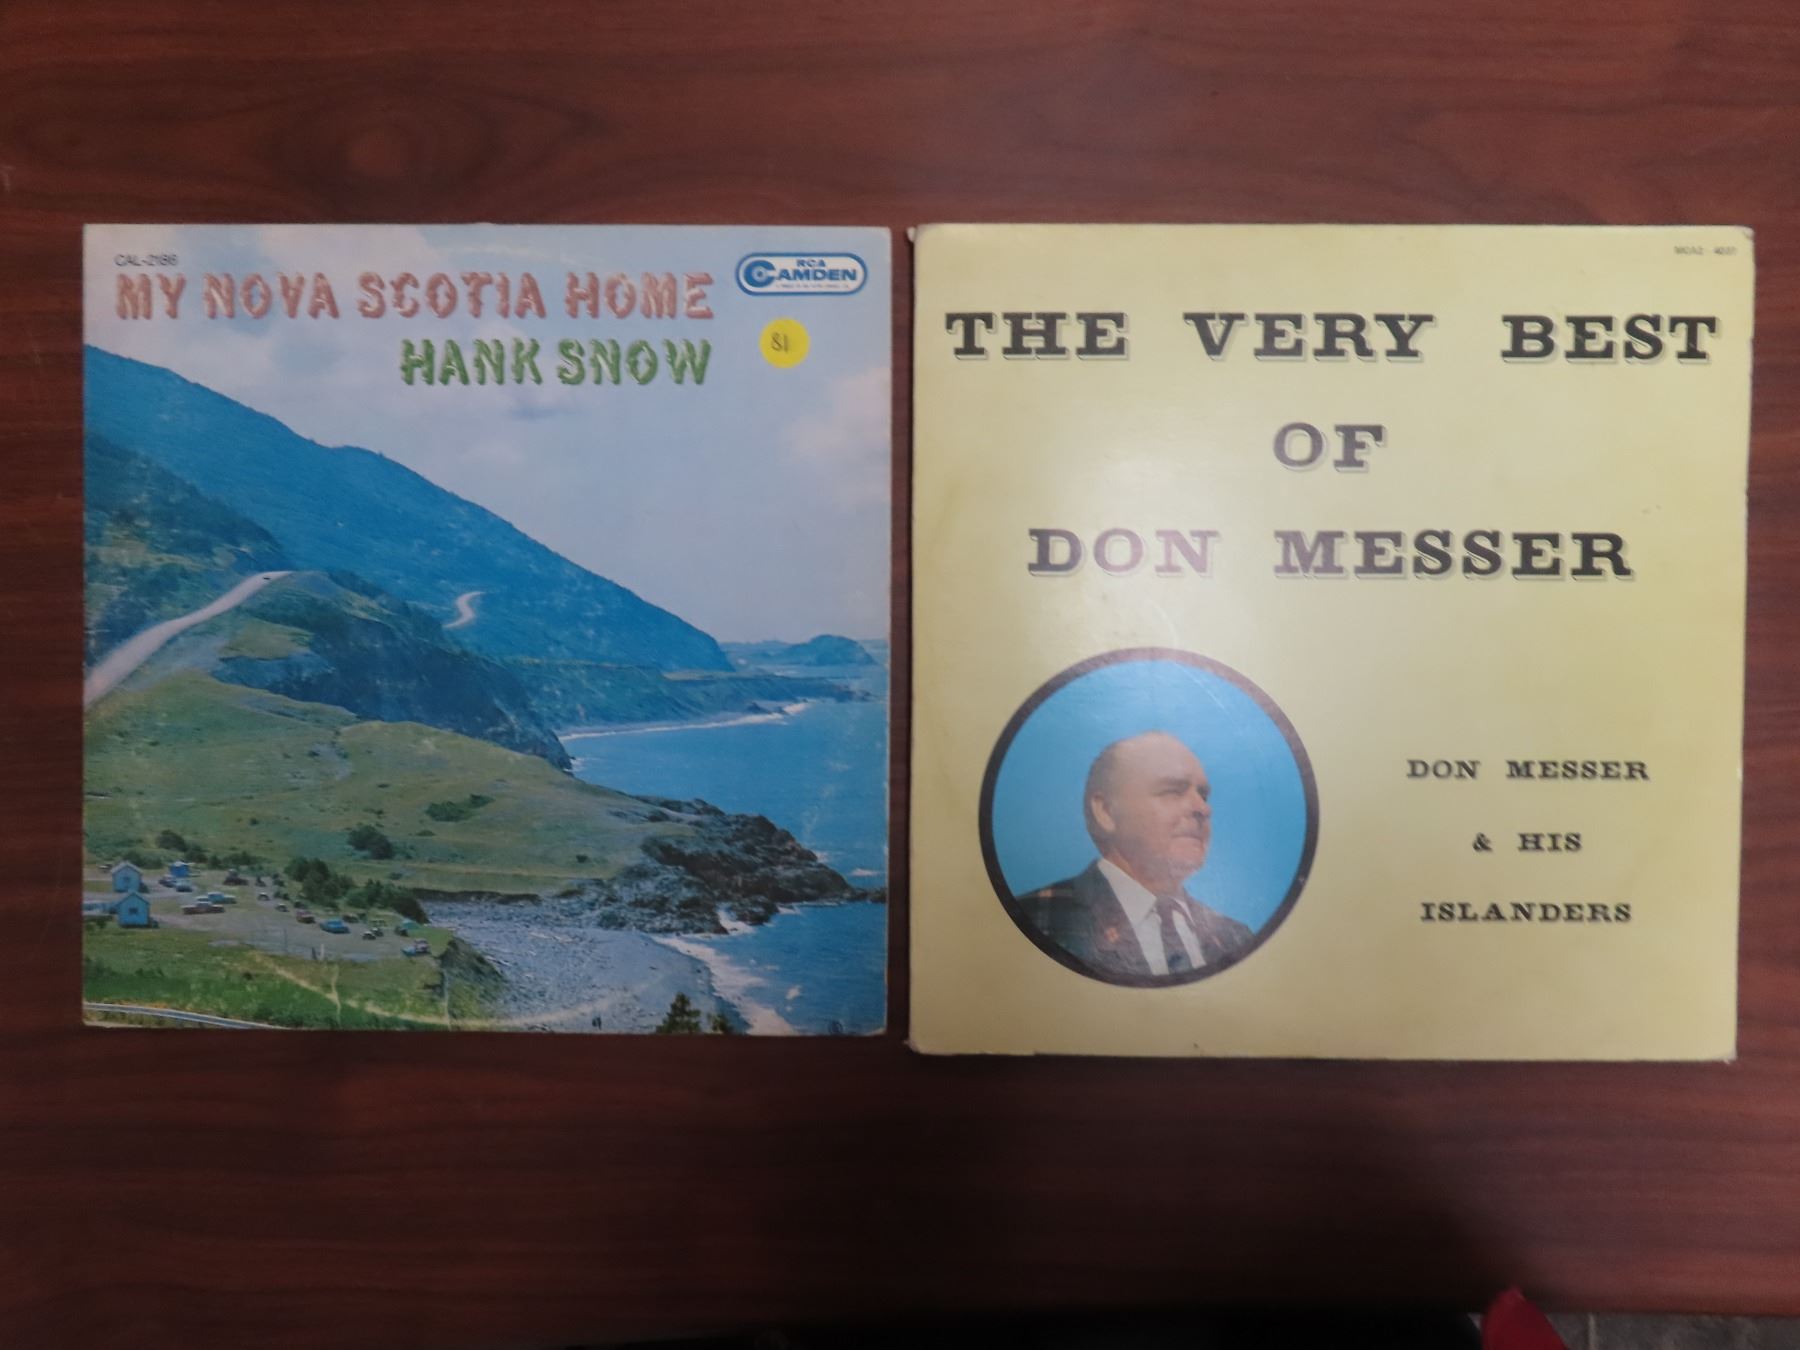 CAL-2186
MY NOVA SCOTIA HOME
HANK SNOW
RCA
CAMDEN
81
THE VERY BEST
OF
DON MESSER
DON MESSER
& HIS
ISLANDERS